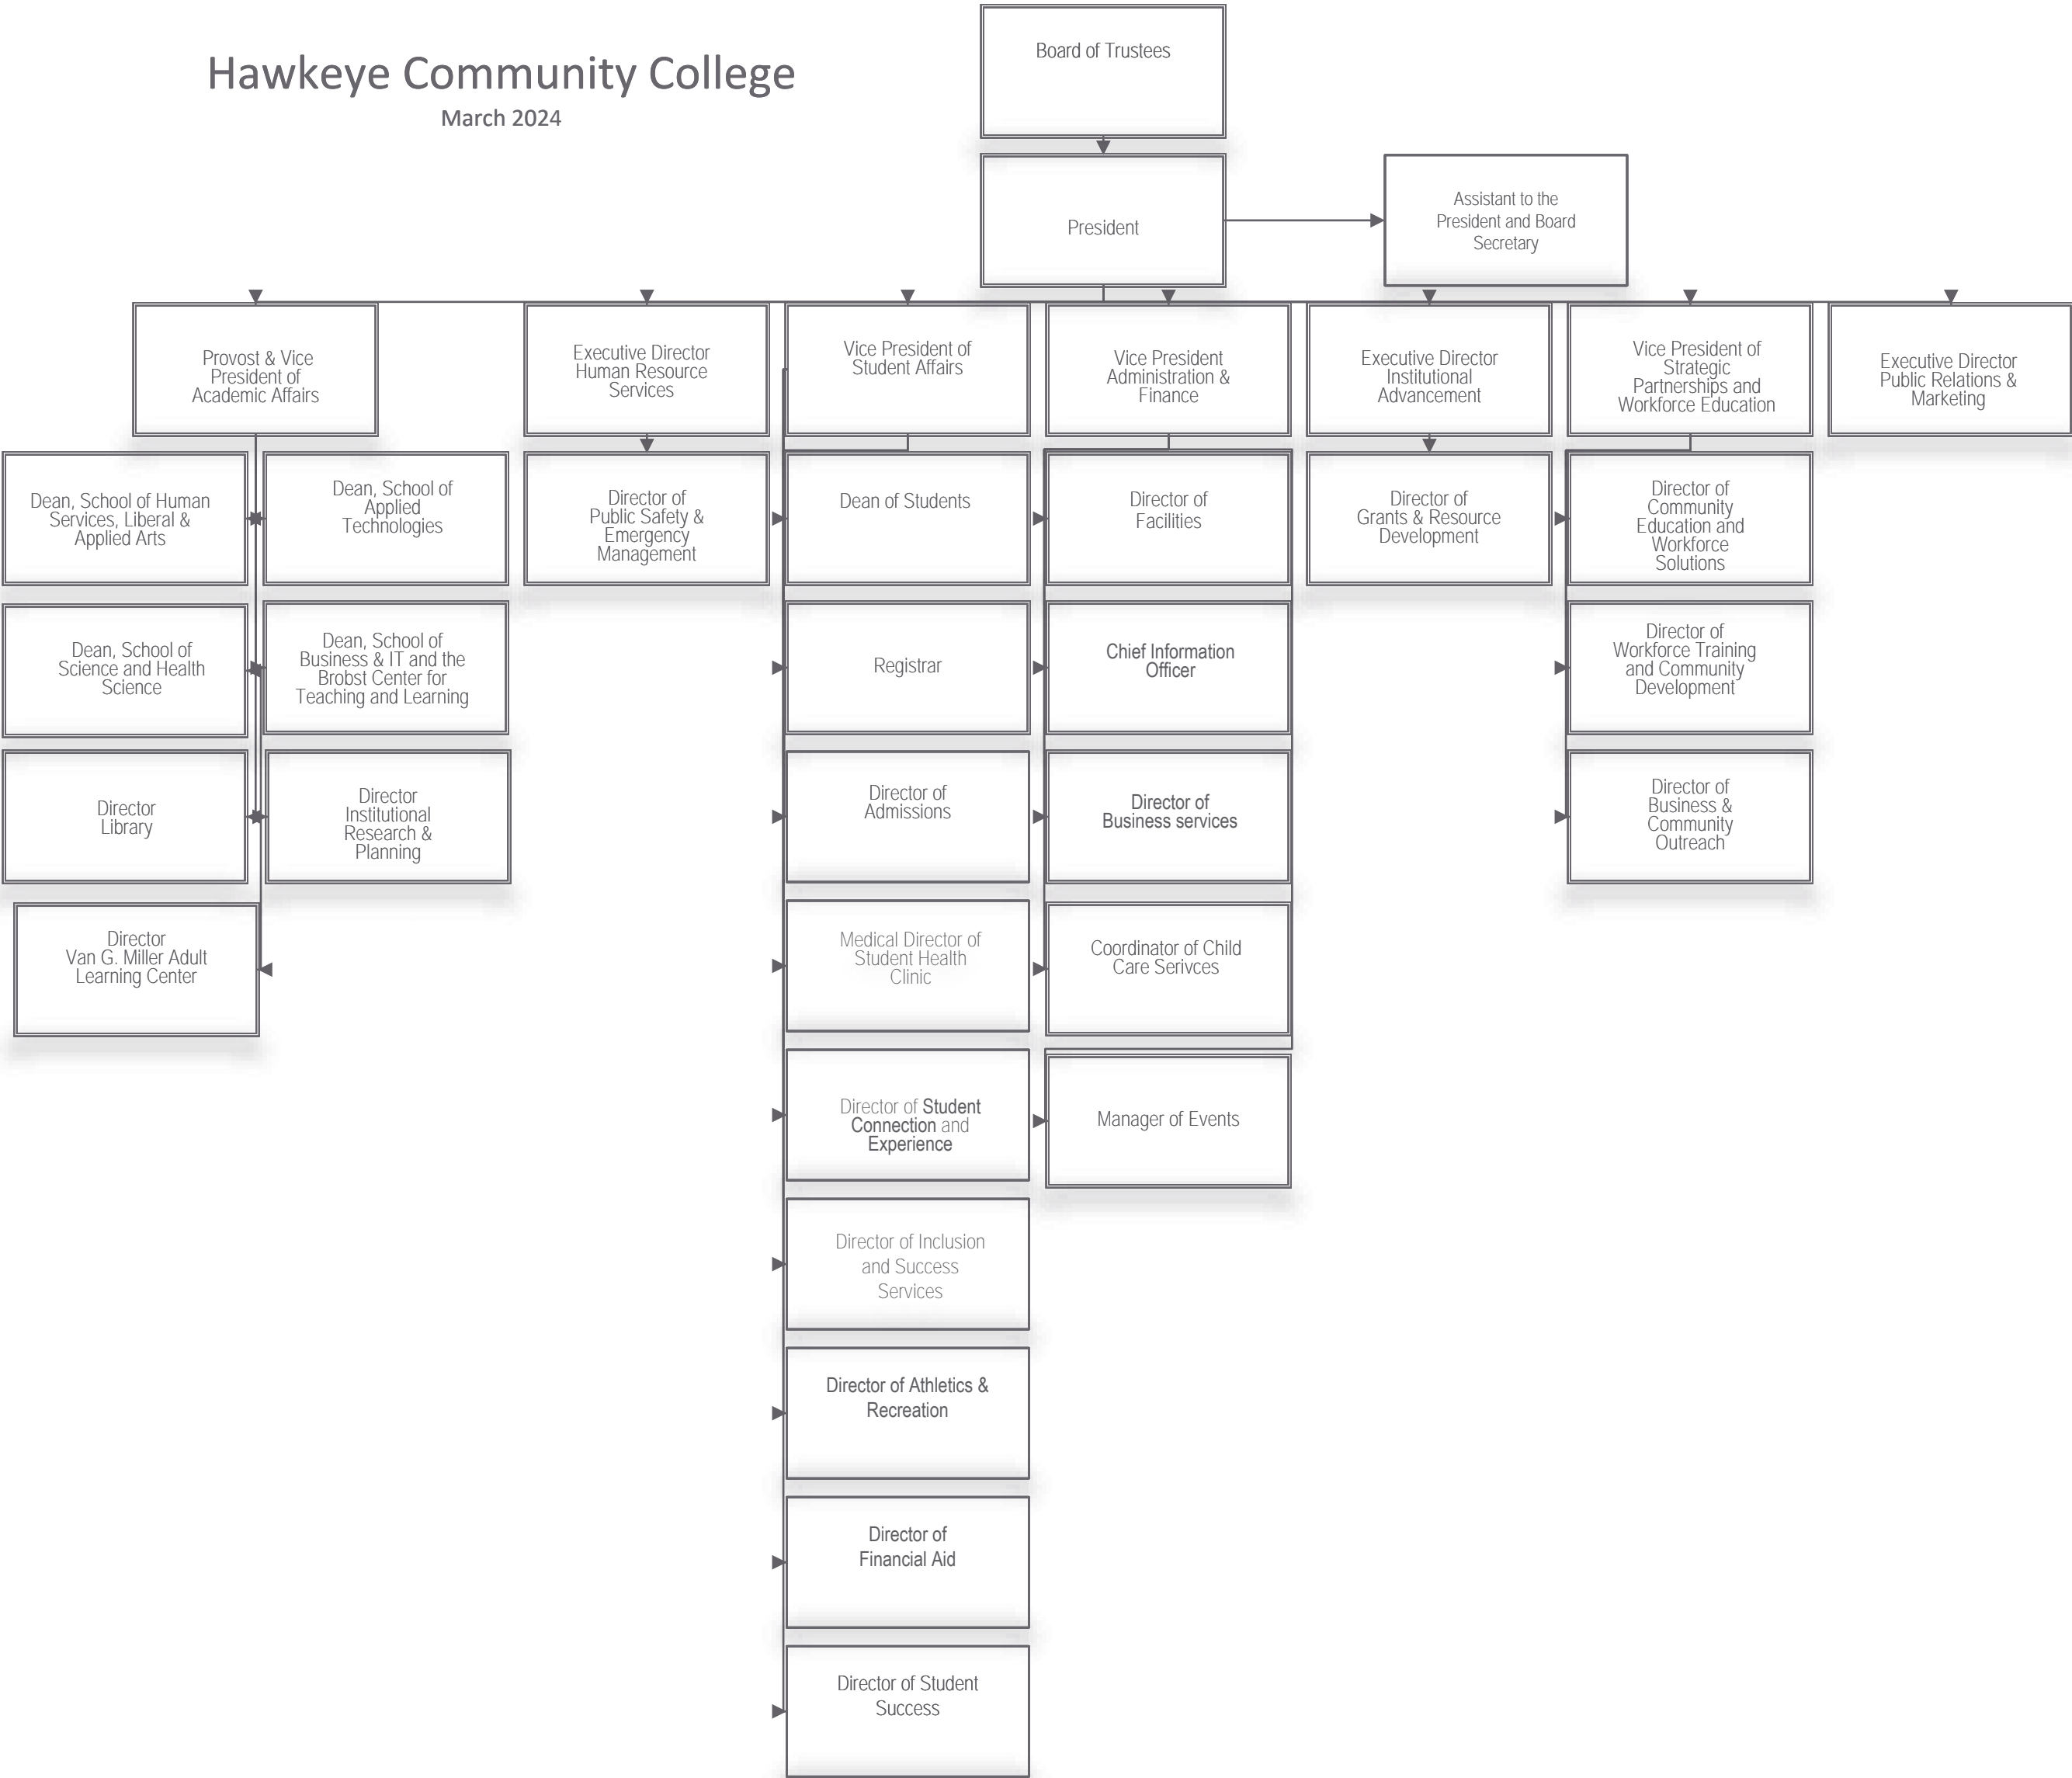 Hawkeye Community College
March 2024
Board of Trustees
President
Assistant to the
President and Board
Secretary
Provost & Vice
President of
Academic Affairs
Executive Director
Human Resource
Services
Vice President of
Student Affairs
Vice President
Administration &
Finance
Executive Director
Institutional
Advancement
Vice President of
Strategic
Partnerships and
Workforce Education
Executive Director
Public Relations &
Marketing
Dean, School of Human
Services, Liberal &
Applied Arts
Dean, School of
Applied
Technologies
Director of
Public Safety &
Emergency
Management
Dean of Students
Director of
Facilities
Director of
Grants & Resource
Development
Director of
Community
Education and
Workforce
Solutions
Dean, School of
Science and Health
Science
Dean, School of
Business & IT and the
Brobst Center for
Teaching and Learning
Registrar
Chief Information
Officer
Director of
Workforce Training
and Community
Development
Director
Library
Director
Institutional
Research &
Planning
Director of
Admissions
Director of
Business services
Director of
Business &
Community
Outreach
Director
Van G. Miller Adult
Learning Center
Medical Director of
Student Health
Clinic
Coordinator of Child
Care Serivces
Director of Student
Connection and
Experience
Manager of Events
Director of Inclusion
and Success
Services
Director of Athletics &
Recreation
Director of
Financial Aid
Director of Student
Success